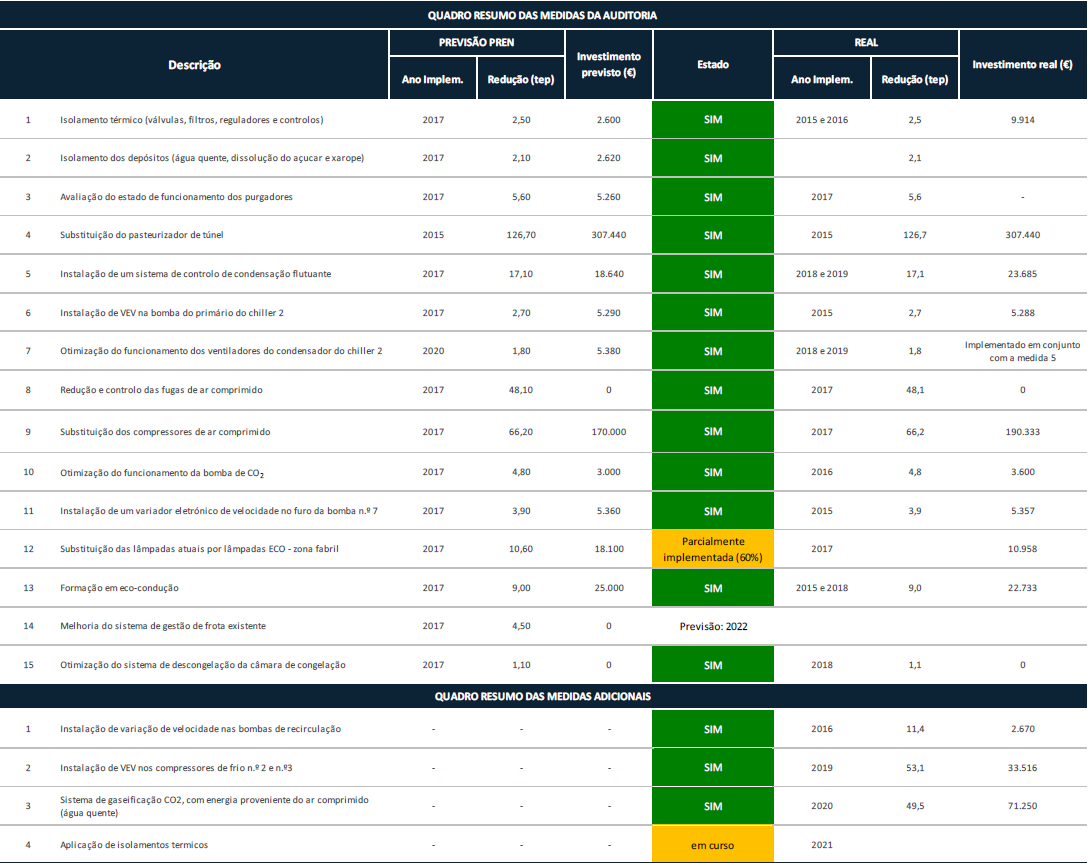 QUADRO RESUMO DAS MEDIDAS DA AUDITORIA
Descrição PREVISÃO PREN Investimento previsto (€) Estado REAL Investimento real (€)
Ano Implem. Redução (tep) Ano Implem. Redução (tep)
1 Isolamento térmico (válvulas, filtros, reguladores e controlos) 2017 2,50 2.600 SIM 2015 e 2016 2,5 9.914
2 Isolamento dos depósitos (água quente, dissolução do açucar e xarope) 2017 2,10 2.620 SIM 2,1
3 Avaliação do estado de funcionamento dos purgadores 2017 5,60 5.260 SIM 2017 5,6 -
4 Substituição do pasteurizador de túnel 2015 126,70 307.440 SIM 2015 126,7 307.440
5 Instalação de um sistema de controlo de condensação flutuante 2017 17,10 18.640 SIM 2018 e 2019 17,1 23.685
6 Instalação de VEV na bomba do primário do chiller 2 2017 2,70 5.290 SIM 2015 2,7 5.288
7 Otimização do funcionamento dos ventiladores do condensador do chiller 2 2020 1,80 5.380 SIM 2018 e 2019 1,8 Implementado em conjunto
com a medida 5
8 Redução e controlo das fugas de ar comprimido 2017 48,10 0 SIM 2017 48,1 0
9 Substituição dos compressores de ar comprimido 2017 66,20 170.000 SIM 2017 66,2 190.333
10 Otimização do funcionamento da bomba de CO₂ 2017 4,80 3.000 SIM 2016 4,8 3.600
11 Instalação de um variador eletrónico de velocidade no furo da bomba n.º 7 2017 3,90 5.360 SIM 2015 3,9 5.357
12 Substituição das lâmpadas atuais por lâmpadas ECO - zona fabril 2017 10,60 18.100 Parcialmente
implementada (60%) 2017 10.958
13 Formação em eco-condução 2017 9,00 25.000 SIM 2015 e 2018 9,0 22.733
14 Melhoria do sistema de gestão de frota existente 2017 4,50 0 Previsão: 2022
15 Otimização do sistema de descongelação da câmara de congelação 2017 1,10 0 SIM 2018 1,1 0
QUADRO RESUMO DAS MEDIDAS ADICIONAIS
1 Instalação de variação de velocidade nas bombas de recirculação - - - SIM 2016 11,4 2.670
2 Instalação de VEV nos compressores de frio n.º 2 e n.º3 - - - SIM 2019 53,1 33.516
3 Sistema de gaseificação CO2, com energia proveniente do ar comprimido
(água quente) - - - SIM 2020 49,5 71.250
4 Aplicação de isolamentos termicos - - - em curso 2021